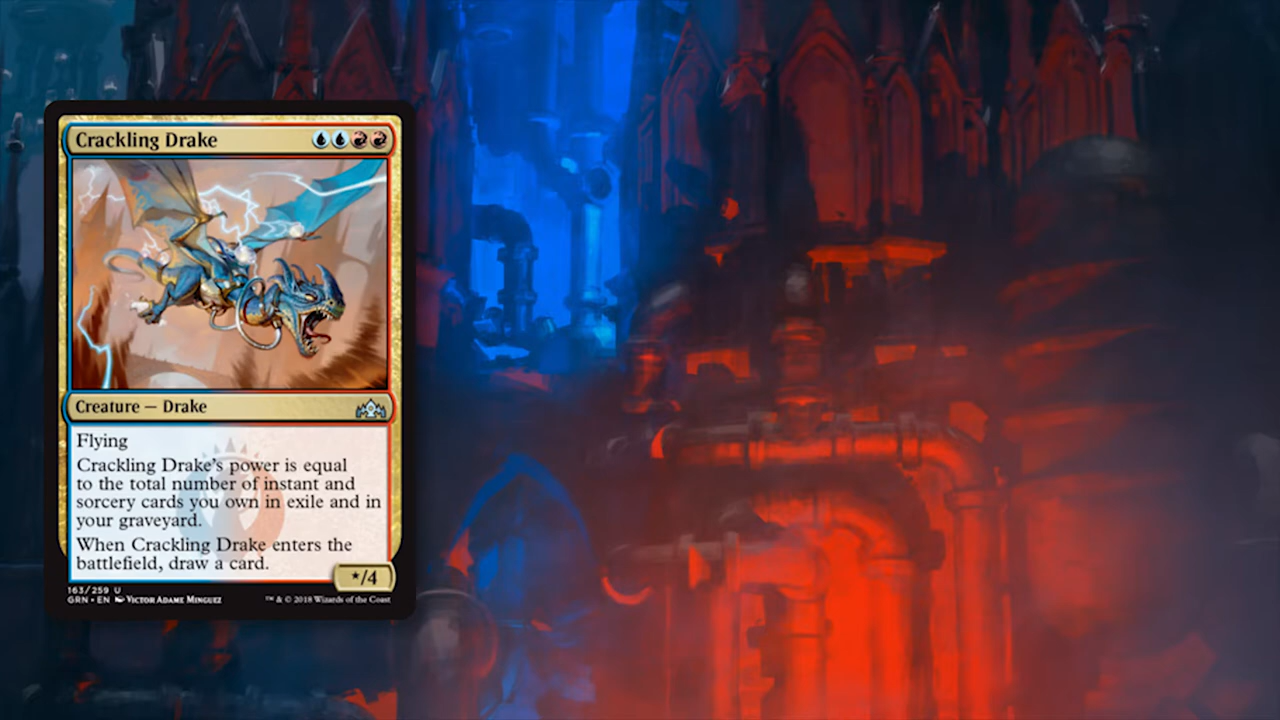 Crackling Drake
Creature — Drake
Flying
Crackling Drake's power is equal
to the total number of instant and
sorcery cards you own in exile and in
your graveyard.
When Crackling Drake enters the
battlefield, draw a card.
*/4
163/259 U
GRN • EN Victor Adame Minguez
™ & © 2018 Wizards of the Coast